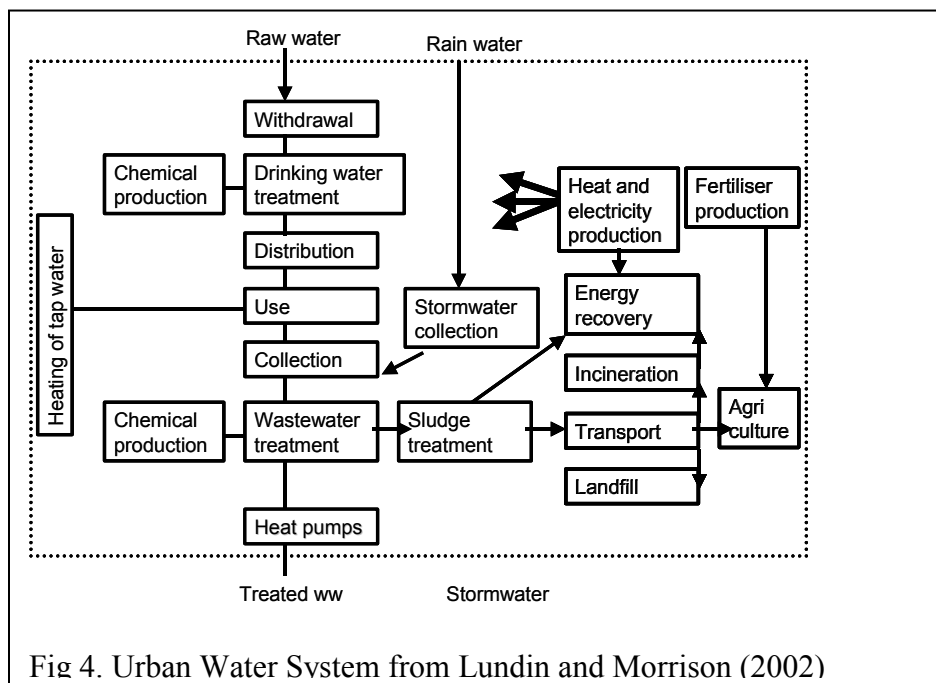 Raw water
Rain water
Withdrawal
Chemical
production
Drinking water
treatment
Heat and
electricity
production
Fertiliser
production
Distribution
Heating of tap water
Use
Stormwater
collection
Energy
recovery
Collection
Incineration
Chemical
production
Wastewater
treatment
Sludge
treatment
Transport
Agri
culture
Landfill
Heat pumps
Treated ww
Stormwater
Fig 4. Urban Water System from Lundin and Morrison (2002)